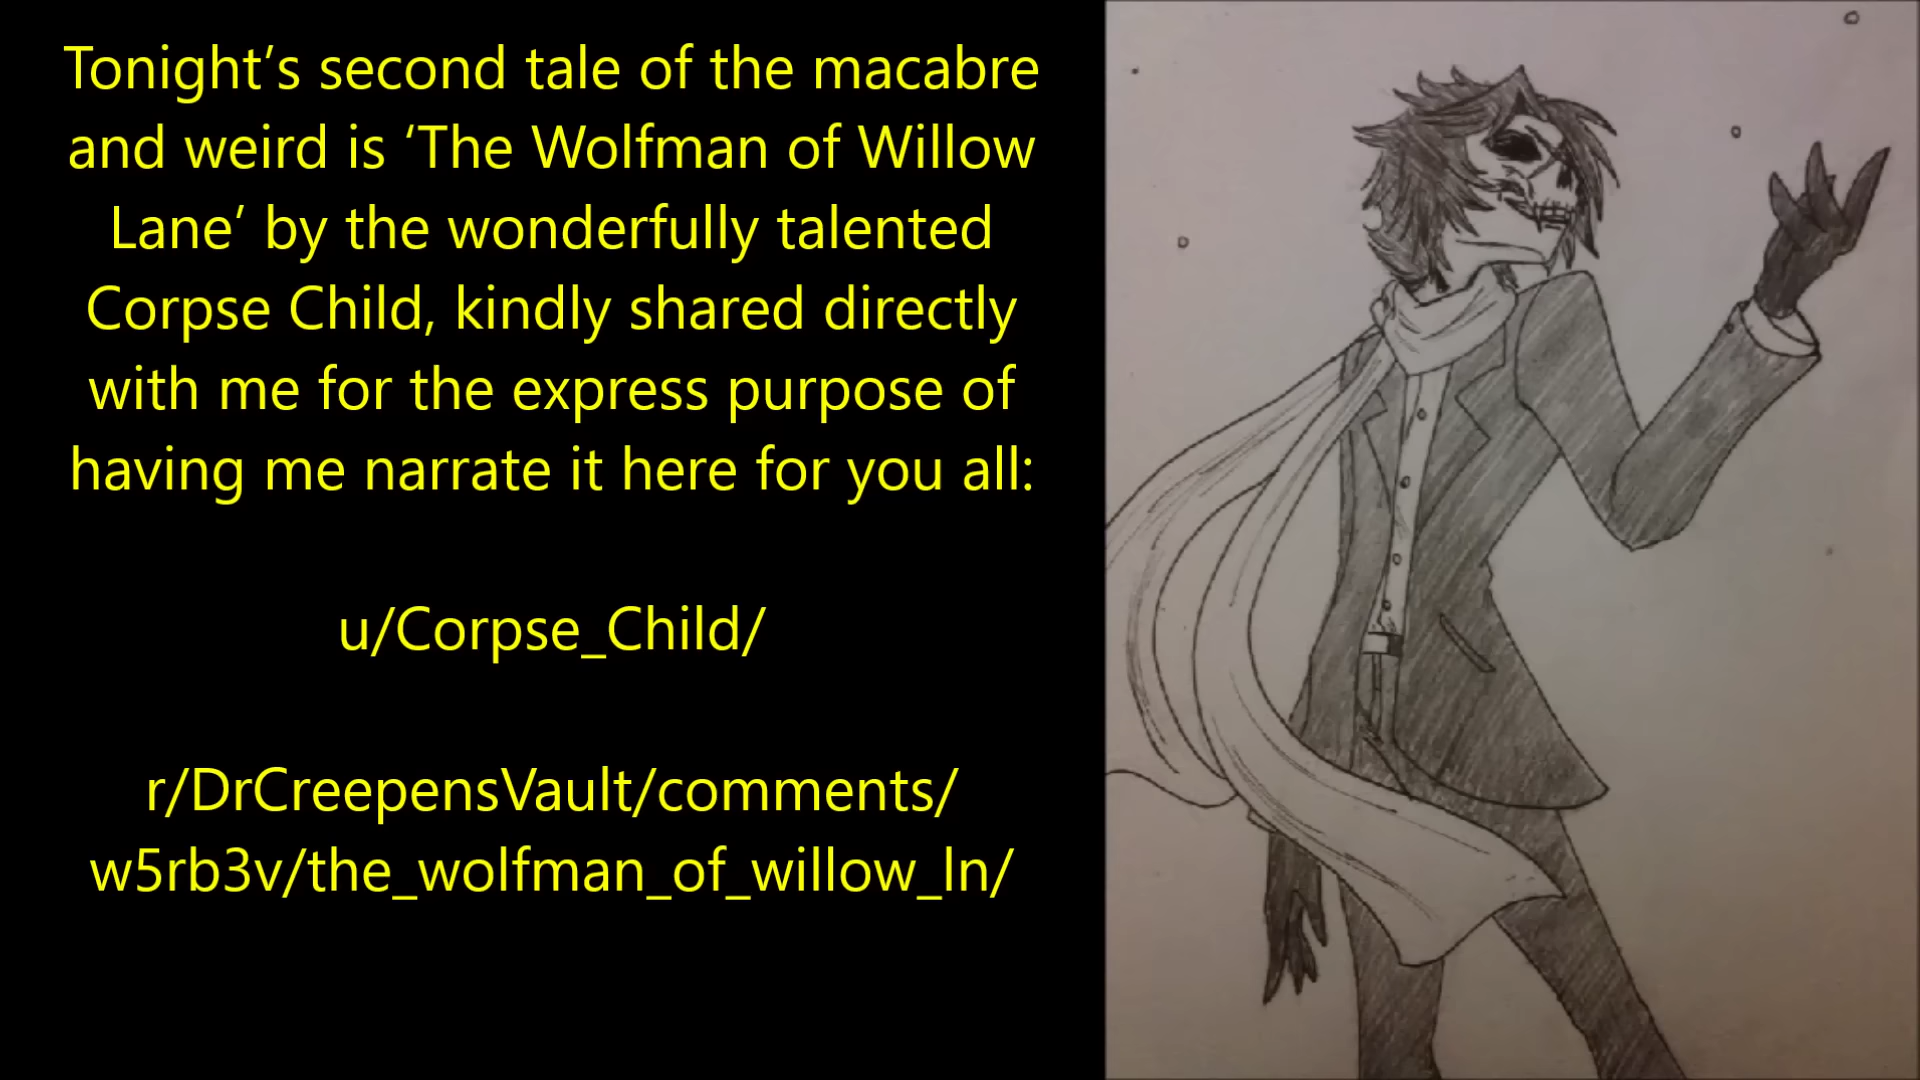 Tonight’s second tale of the macabre
and weird is ‘The Wolfman of Willow
Lane’ by the wonderfully talented
Corpse Child, kindly shared directly
with me for the express purpose of
having me narrate it here for you all:
u/Corpse_Child/
r/DrCreepensVault/comments/
w5rb3v/the_wolfman_of_willow_ln/